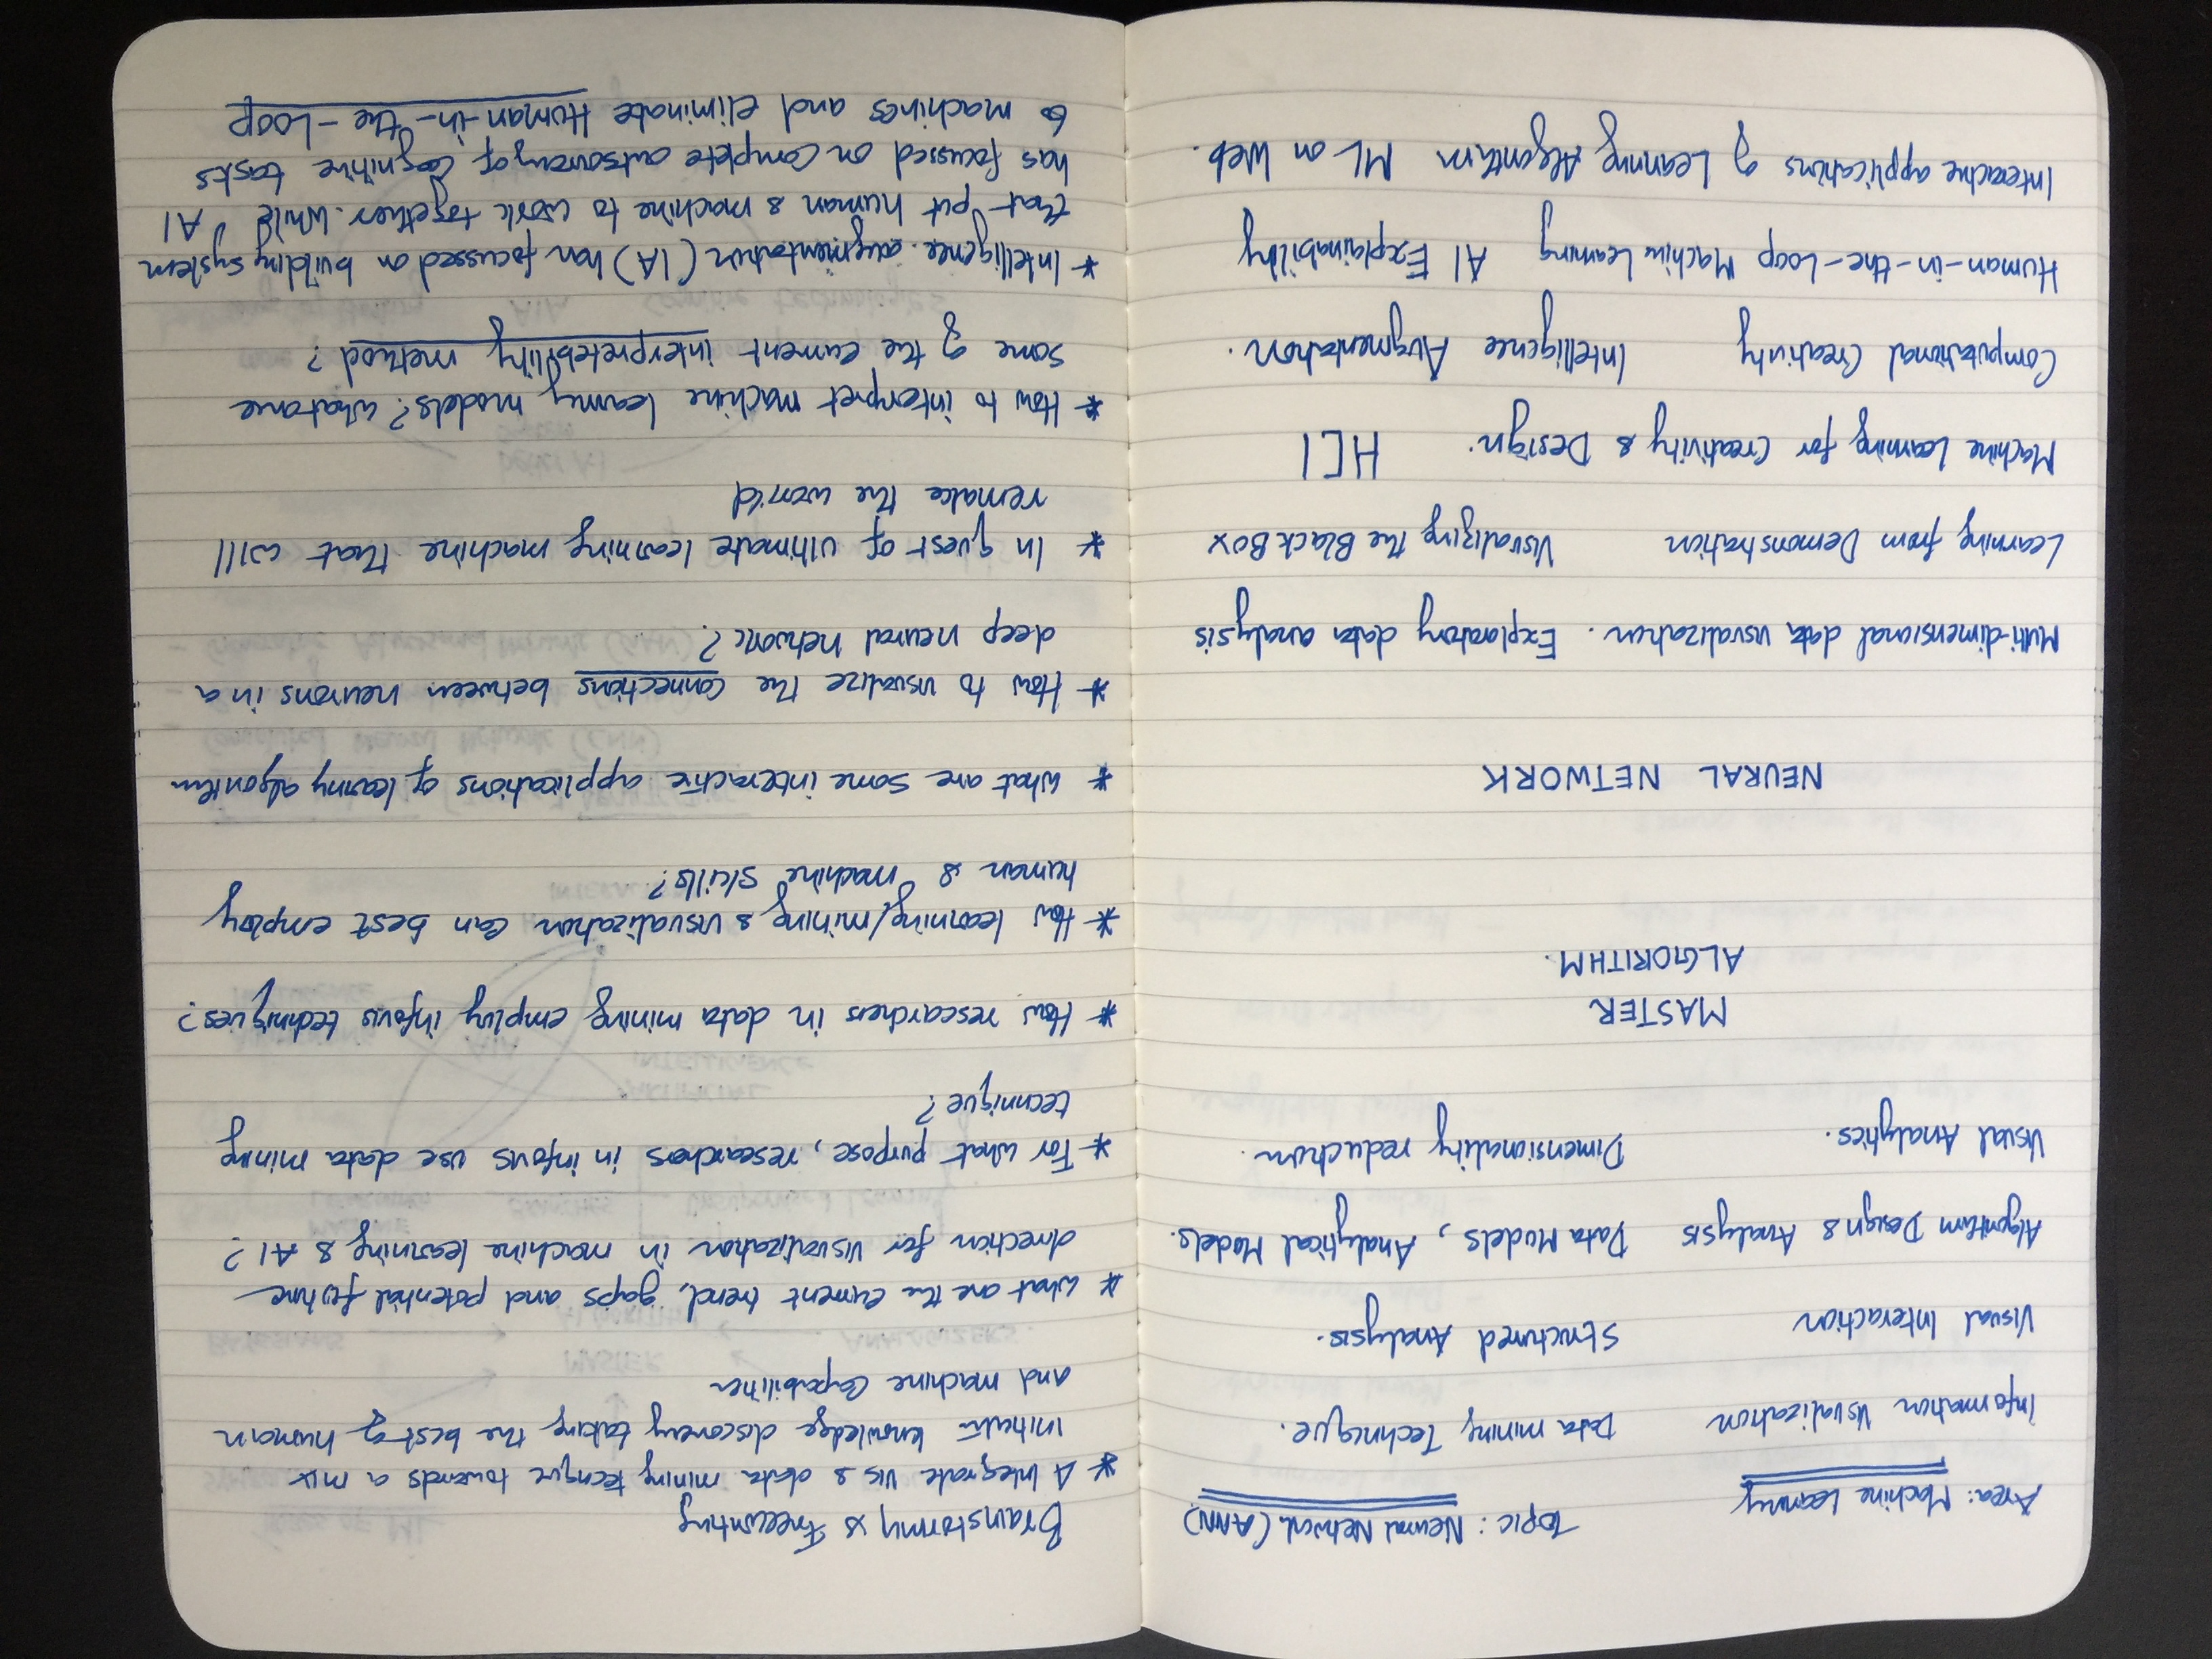 Area: Machine Learning Topic: Neural Network (ANN)
Information Visualization Data mining Technique.
Visual Interaction Structured Analysis.
Algorithm Design & Analysis Data Models, Analytical Models.
Visual Analytics. Dimensionality reduction.
MASTER
ALGORITHM.
NEURAL NETWORK
Multi-dimensional data visualization. Exploratory data analysis
Learning from Demonstration Visualizing the Black Box
Machine Learning for Creativity & Design. HCI
Computational Creativity Intelligence Augmentation.
Human-in-the-Loop Machine Learning AI Explainability
Interactive applications of Learning Algorithm ML on Web.
Brainstorming & Freewriting
* A Integrate vis & data mining tecnique towards a mix
initiative knowledge discovery taking the best of human
and machine capabilities
* what are the current trend, gaps and potential future
direction for visualization in machine learning & AI?
* For what purpose, researchers in infovis use data mining
tecnnique?
* How researchers in data mining employ infovis techniques?
* How learning/mining & visualization can best employ
human & machine skills?
* what are some interactive applications of learning algorithm
* How to visualize the connections between neurons in a
deep neural network?
* In quest of ultimate learning machine that will
remake the world
* How to interpret machine learning models? what are
some of the current interpretebility method?
* Intelligence augmentation (IA) has focussed on building system
that put human & machine to work together. While AI
has focussed on complete outsourcing of cognitive tasks
to machines and eliminate Human-in-the-Loop